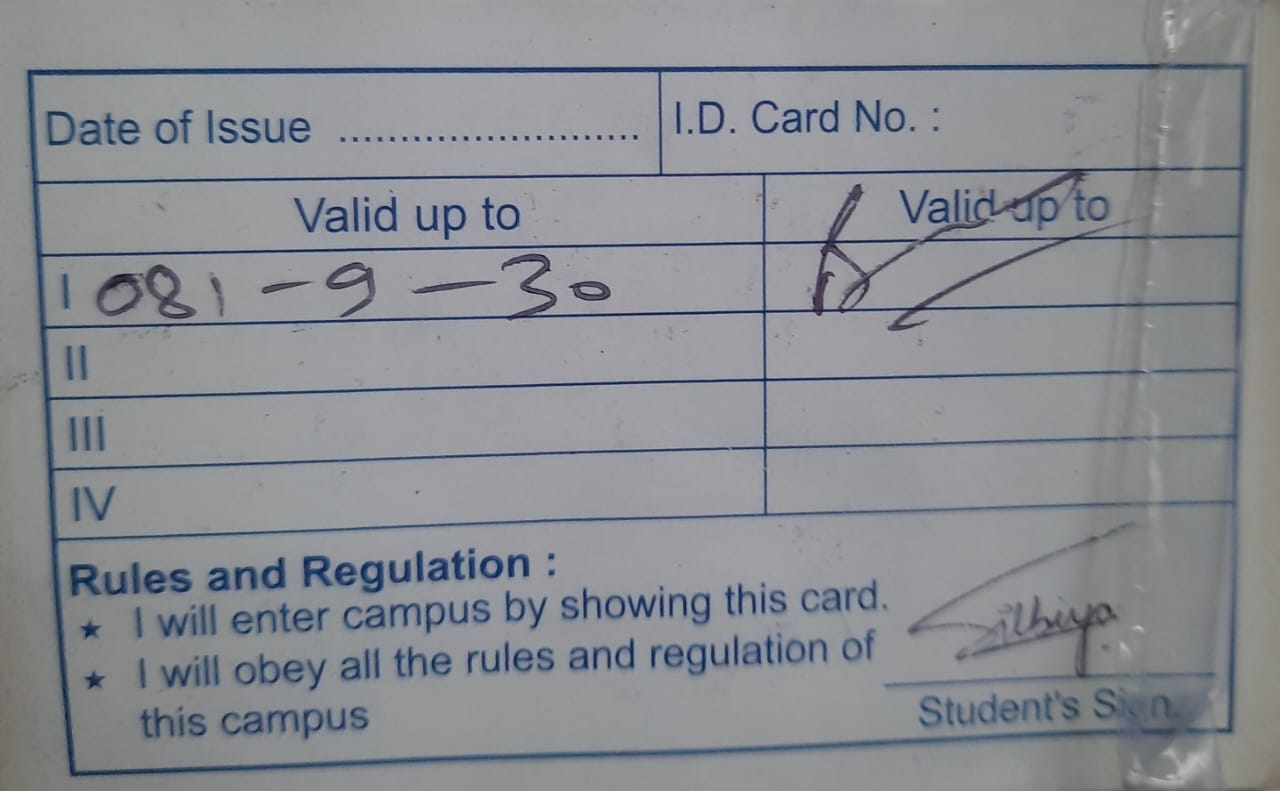 Date of Issue ........................ I.D. Card No. :
Valid up to Valid up to
I 081-9-30
II
III
IV
Rules and Regulation :
★ I will enter campus by showing this card.
★ I will obey all the rules and regulation of
this campus
Student's Sign.